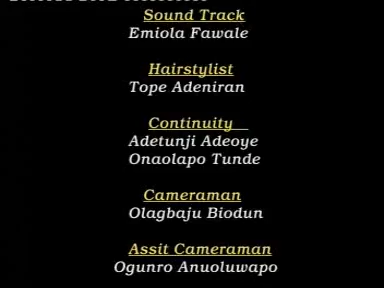 Sound Track
Emiola Fawale
Hairstylist
Tope Adeniran
Continuity
Adetunji Adeoye
Onaolapo Tunde
Cameraman
Olagbaju Biodun
Assit Cameraman
Ogunro Anuoluwapo